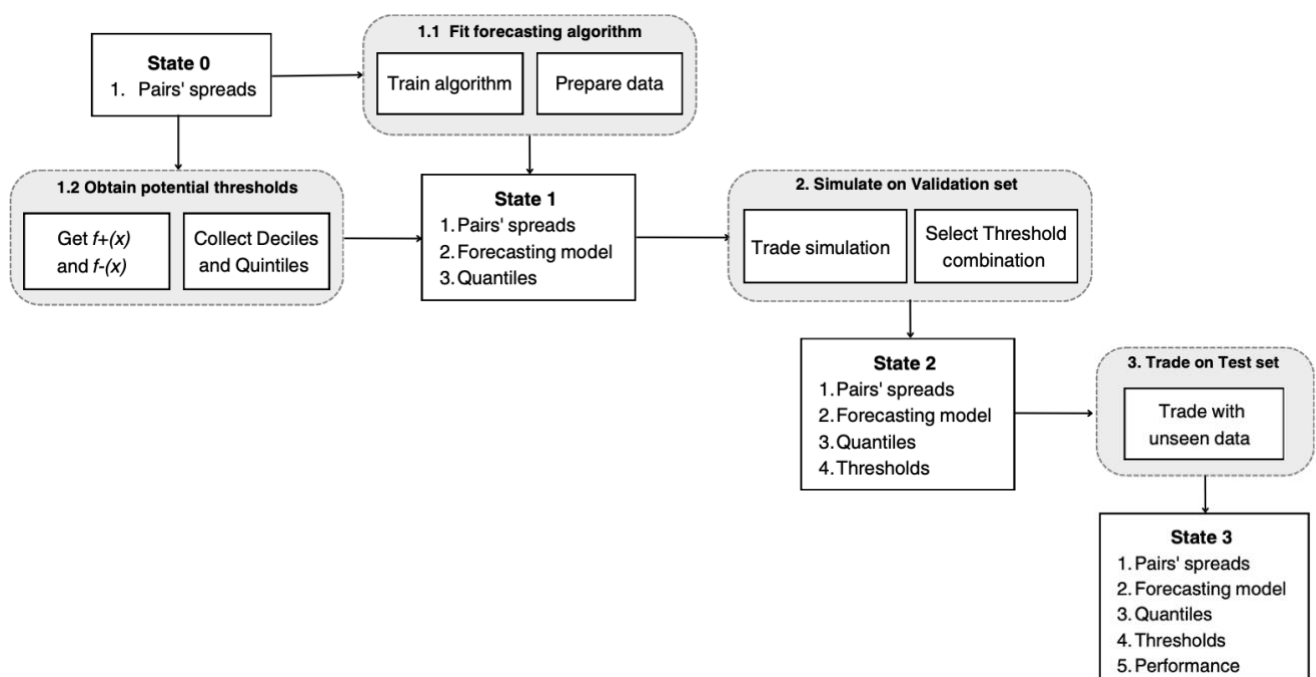 State 0
1. Pairs' spreads
1.1 Fit forecasting algorithm
Train algorithm
Prepare data
1.2 Obtain potential thresholds
Get f+(x)
and f-(x)
Collect Deciles
and Quintiles
State 1
1. Pairs' spreads
2. Forecasting model
3. Quantiles
2. Simulate on Validation set
Trade simulation
Select Threshold
combination
State 2
1. Pairs' spreads
2. Forecasting model
3. Quantiles
4. Thresholds
3. Trade on Test set
Trade with
unseen data
State 3
1. Pairs' spreads
2. Forecasting model
3. Quantiles
4. Thresholds
5. Performance